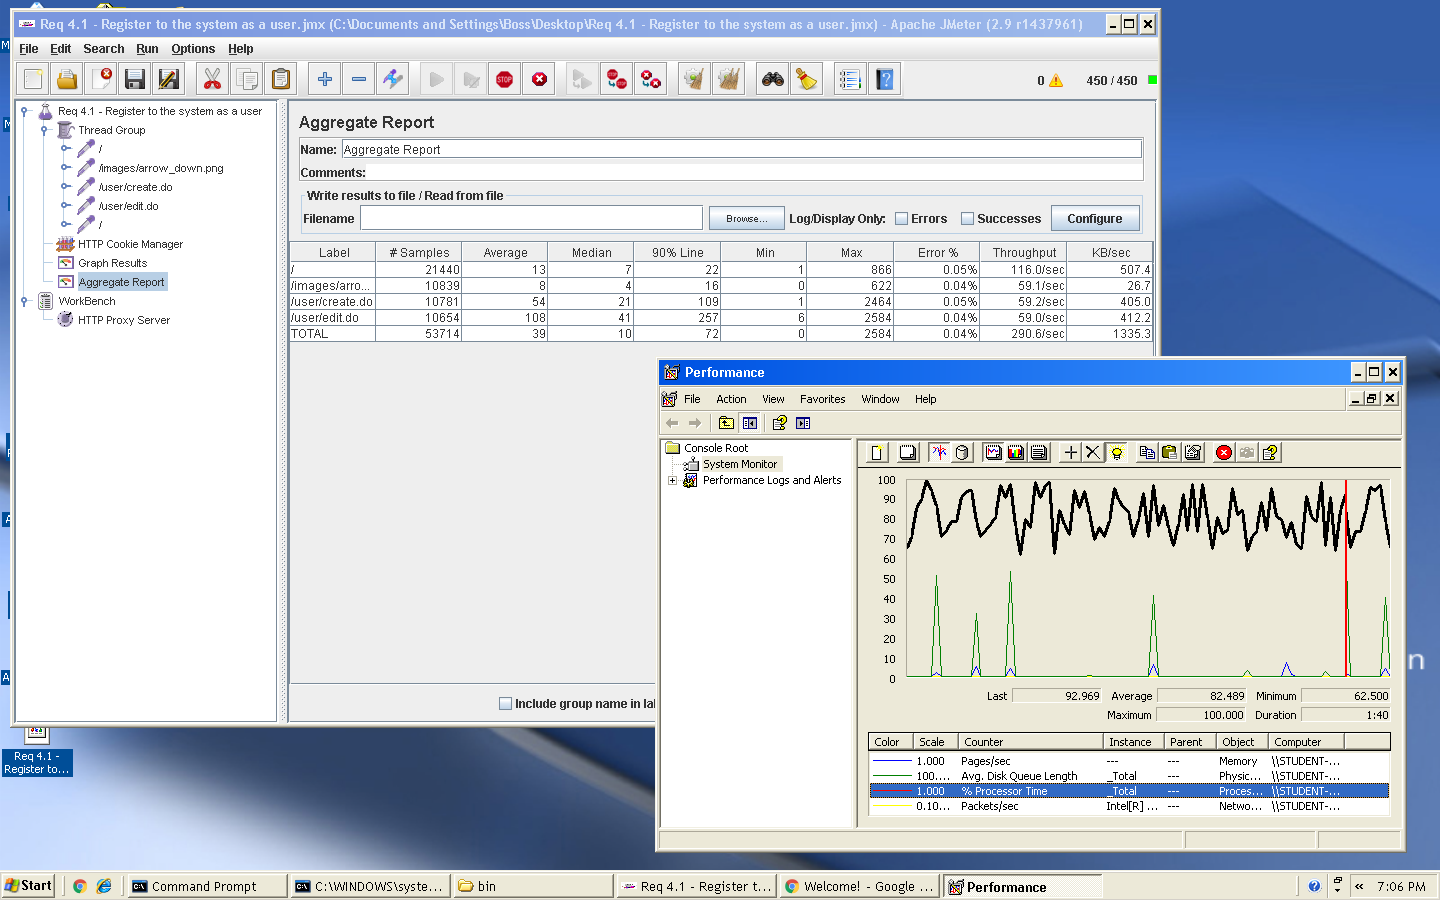 Req 4.1 - Register to the system as a user.jmx (C:\Documents and Settings\Boss\Desktop\Req 4.1 - Register to the system as a user.jmx) - Apache JMeter (2.9 r1437961)
File Edit Search Run Options Help
0 450 / 450
Req 4.1 - Register to the system as a user
Thread Group
/
/images/arrow_down.png
/user/create.do
/user/edit.do
/
HTTP Cookie Manager
Graph Results
Aggregate Report
WorkBench
HTTP Proxy Server
Aggregate Report
Name: Aggregate Report
Comments:
Write results to file / Read from file
Filename Browse... Log/Display Only: Errors Successes Configure
Label # Samples Average Median 90% Line Min Max Error % Throughput KB/sec
/ 21440 13 7 22 1 866 0.05% 116.0/sec 507.4
/images/arro... 10839 8 4 16 0 622 0.04% 59.1/sec 26.7
/user/create.do 10781 54 21 109 1 2464 0.05% 59.2/sec 405.0
/user/edit.do 10654 108 41 257 6 2584 0.04% 59.0/sec 412.2
TOTAL 53714 39 10 72 0 2584 0.04% 290.6/sec 1335.3
Include group name in lab
Performance
File Action View Favorites Window Help
Console Root
System Monitor
Performance Logs and Alerts
100
90
80
70
60
50
40
30
20
10
0
Last 92.969 Average 82.489 Minimum 62.500
Maximum 100.000 Duration 1:40
Color Scale Counter Instance Parent Object Computer
1.000 Pages/sec --- --- Memory \\STUDENT-...
100.... Avg. Disk Queue Length _Total --- Physic... \\STUDENT-...
1.000 % Processor Time _Total --- Proces... \\STUDENT-...
0.10... Packets/sec Intel[R] ... --- Netwo... \\STUDENT-...
n
Req 4.1 -
Register to...
Start Command Prompt C:\WINDOWS\syste... bin Req 4.1 - Register t... Welcome! - Google ... Performance « 7:06 PM